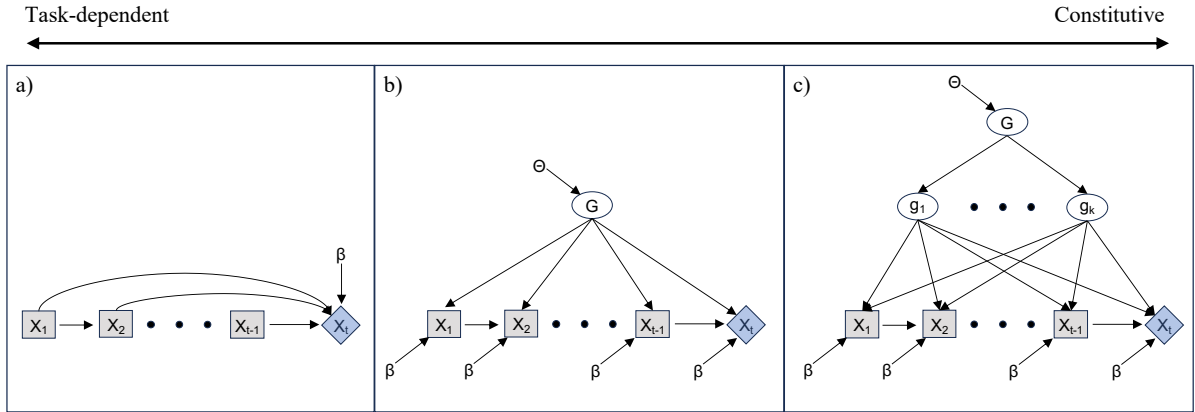 Task-dependent Constitutive
a) b) c)
Θ
G
Θ
G
g₁ gₖ
β
X₁ X₂ Xₜ₋₁ Xₜ
X₁ X₂ Xₜ₋₁ Xₜ
X₁ X₂ Xₜ₋₁ Xₜ
β β β β
β β β β